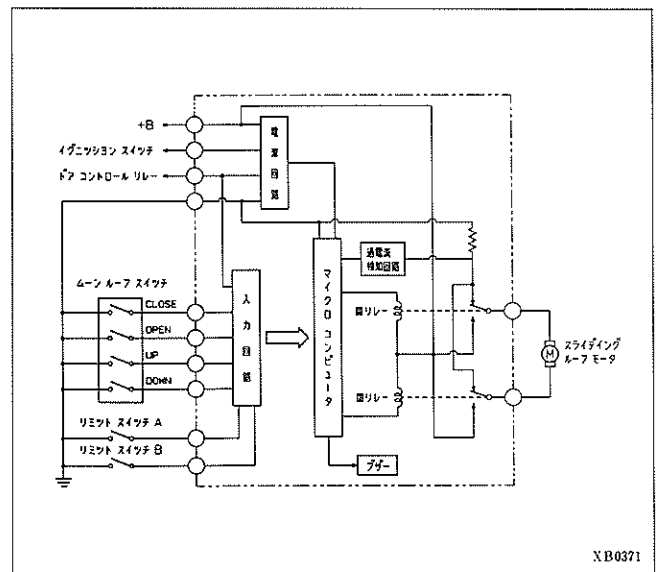 +B
イグニッション スイッチ
ドア コントロール リレー
電源回路
ムーン ルーフ スイッチ
CLOSE
OPEN
UP
DOWN
リミット スイッチ A
リミット スイッチ B
入力回路
マイクロ コンピュータ
過電流
検知回路
リレー
リレー
ブザー
M
スライディング
ルーフ モータ
XB0371